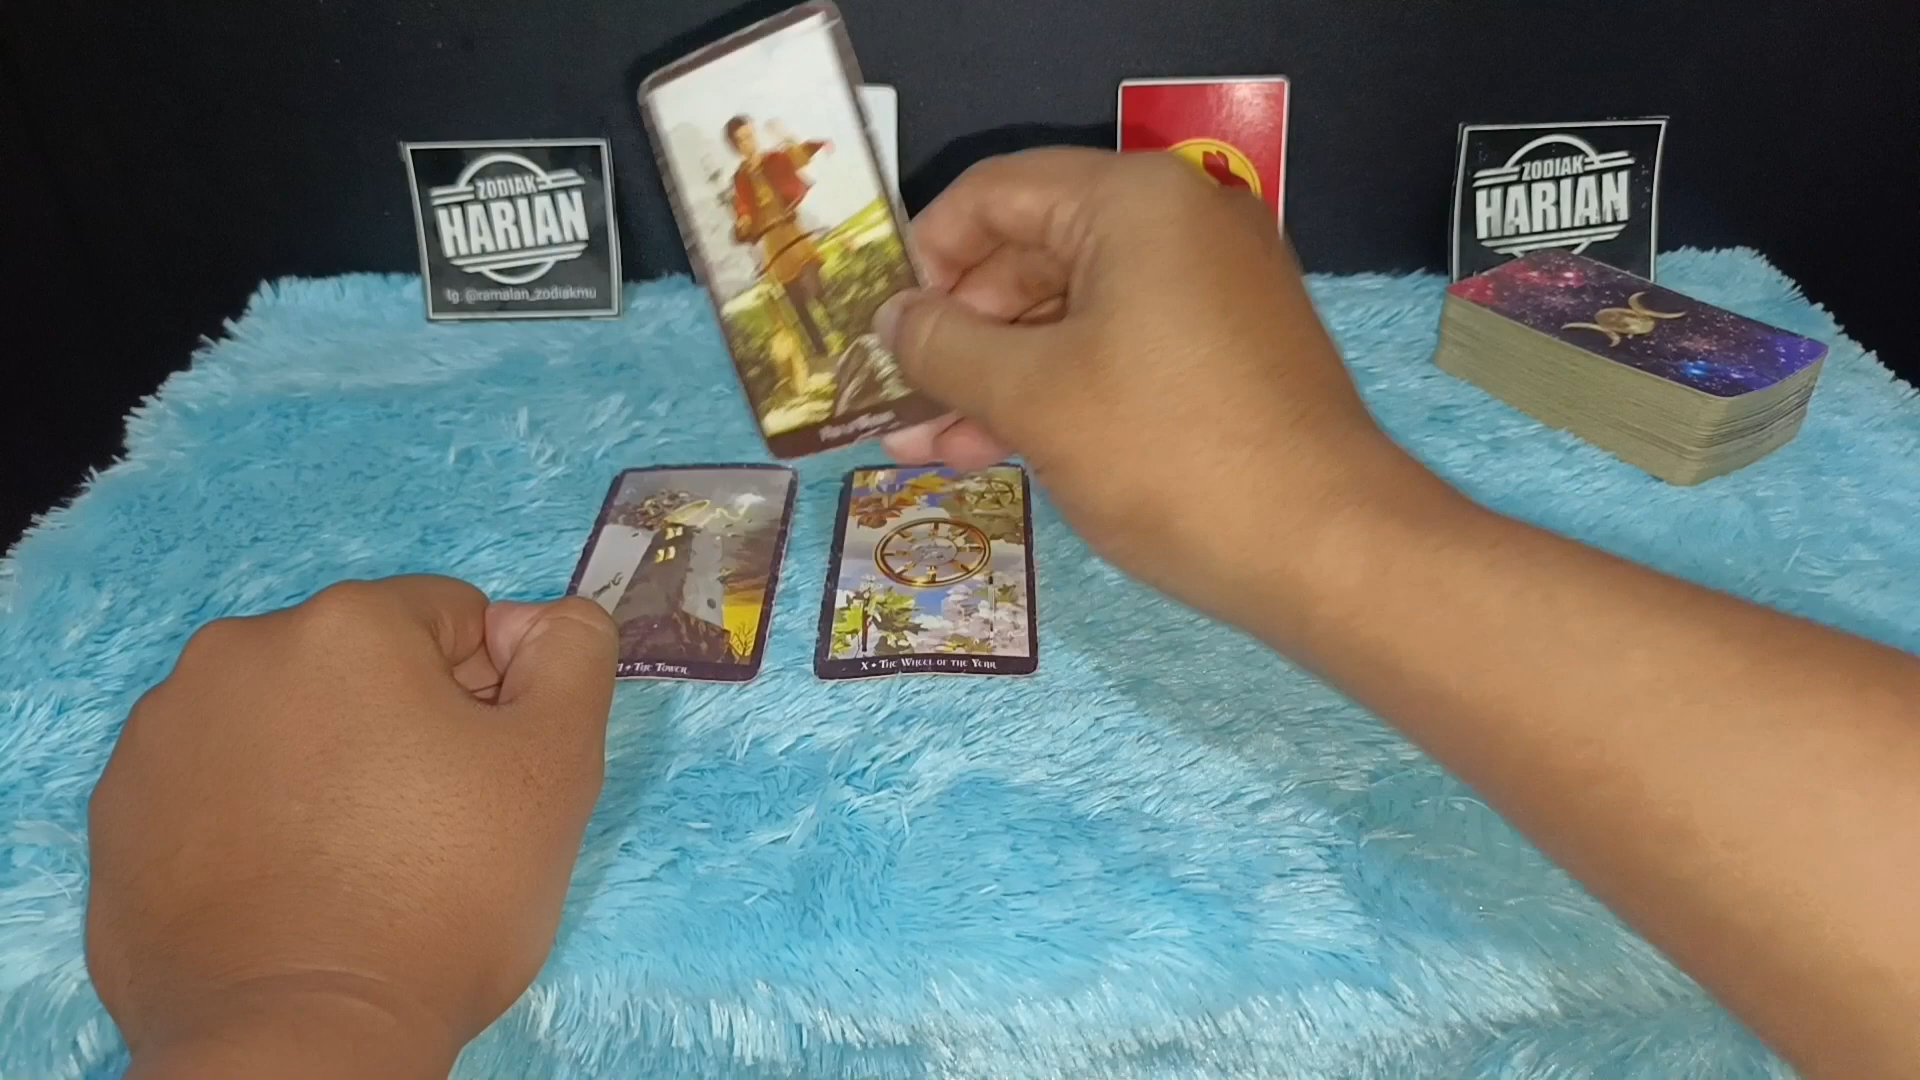 ZODIAK
HARIAN
Ig: @ramalan_zodiakmu
ZODIAK
HARIAN
THE TOWER
X • THE WHEEL OF THE YEAR